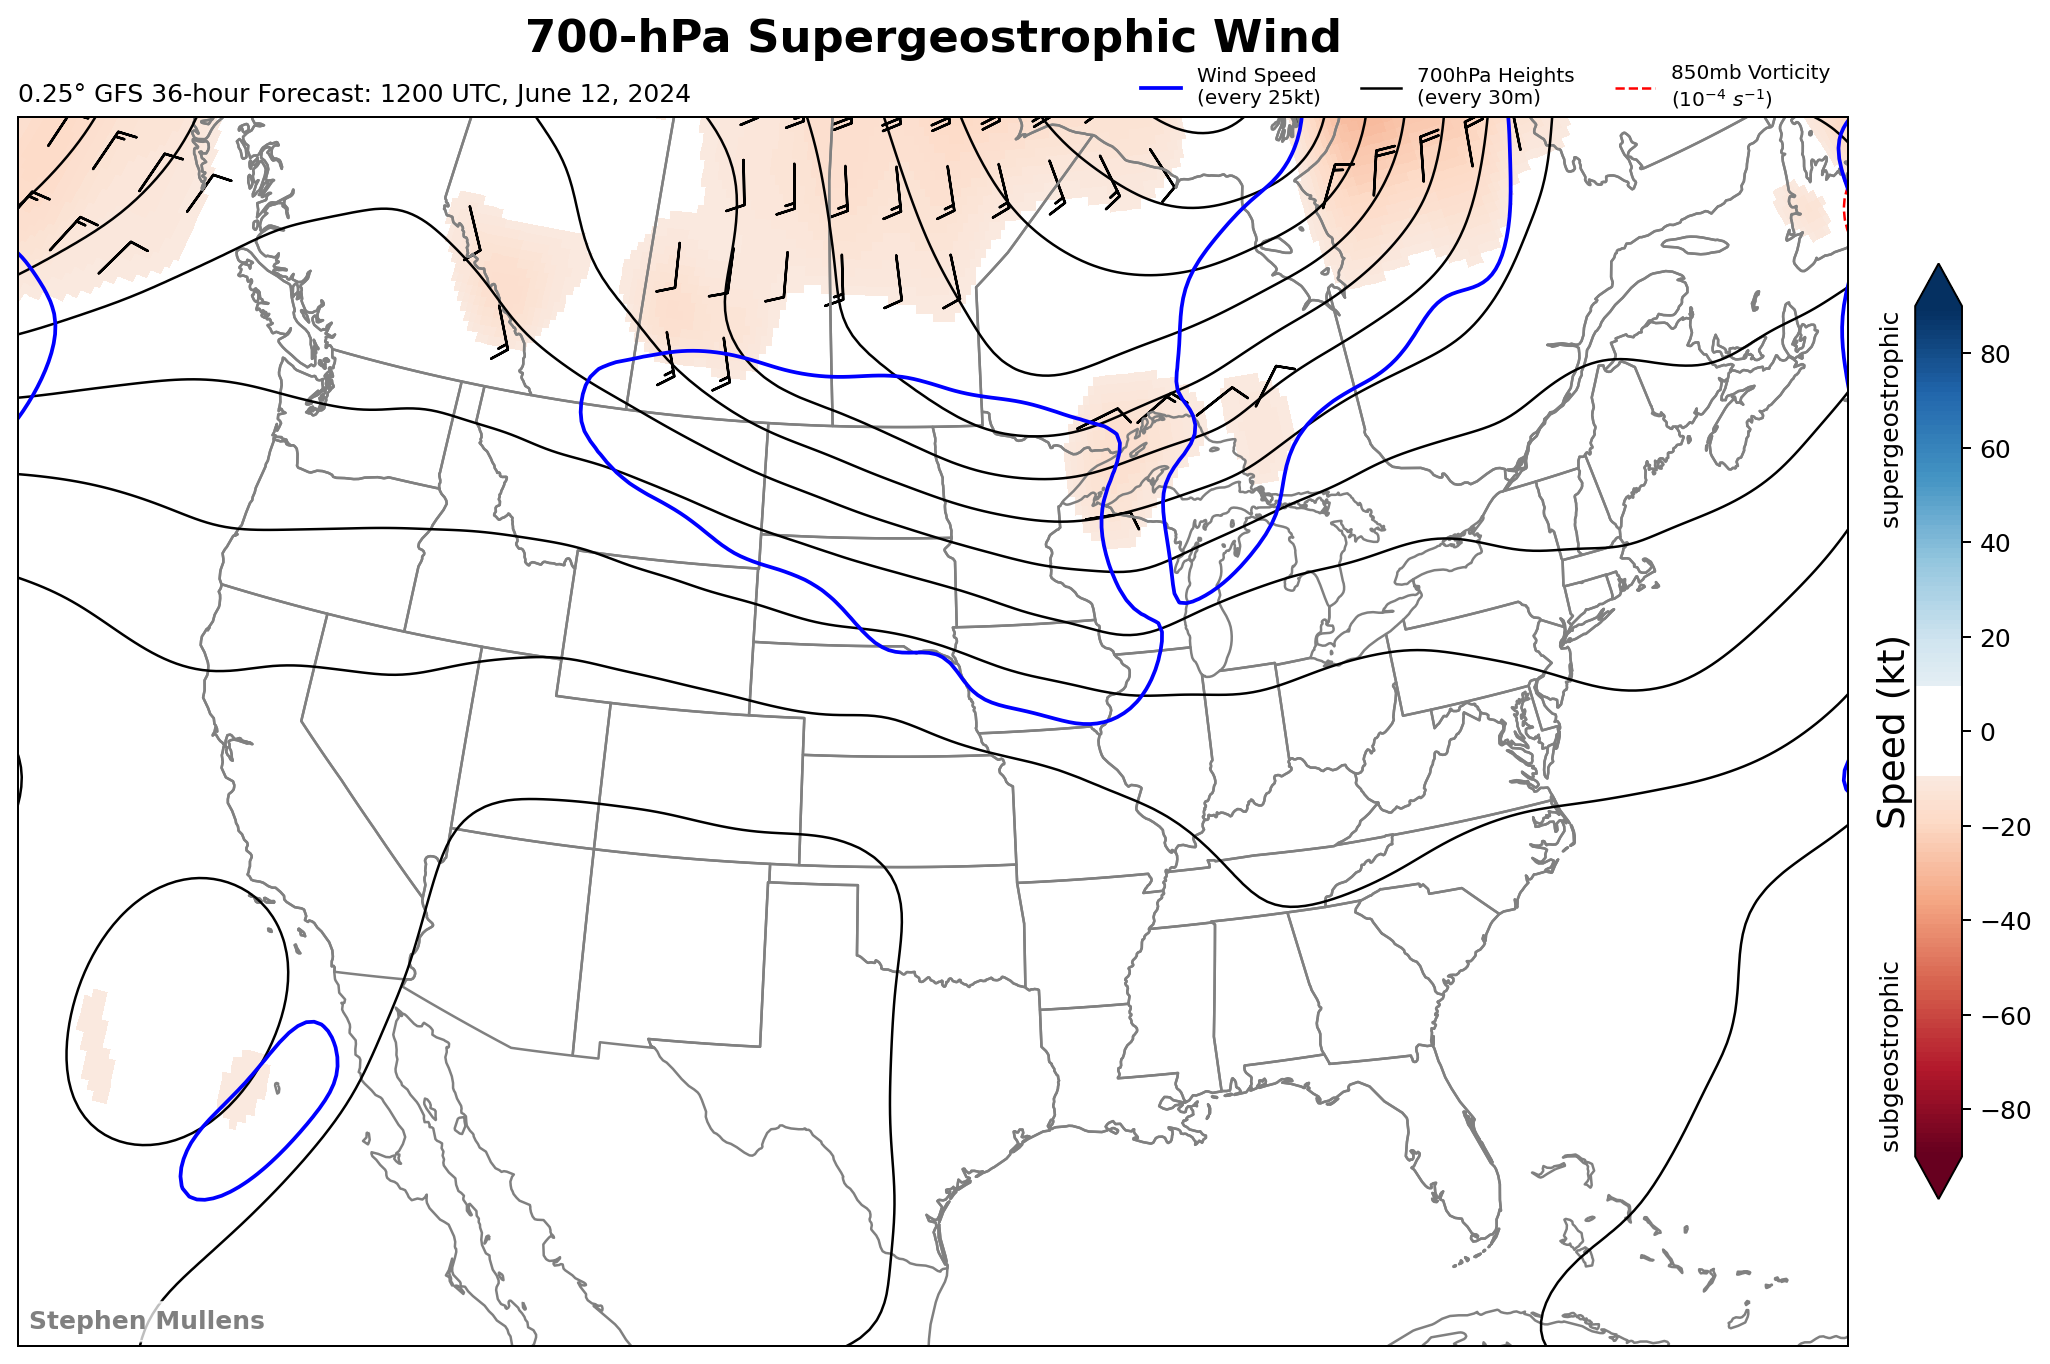 700-hPa Supergeostrophic Wind
0.25° GFS 36-hour Forecast: 1200 UTC, June 12, 2024
Wind Speed
(every 25kt)
700hPa Heights
(every 30m)
850mb Vorticity
(10⁻⁴ s⁻¹)
supergeostrophic
Speed (kt)
subgeostrophic
80
60
40
20
0
−20
−40
−60
−80
Stephen Mullens